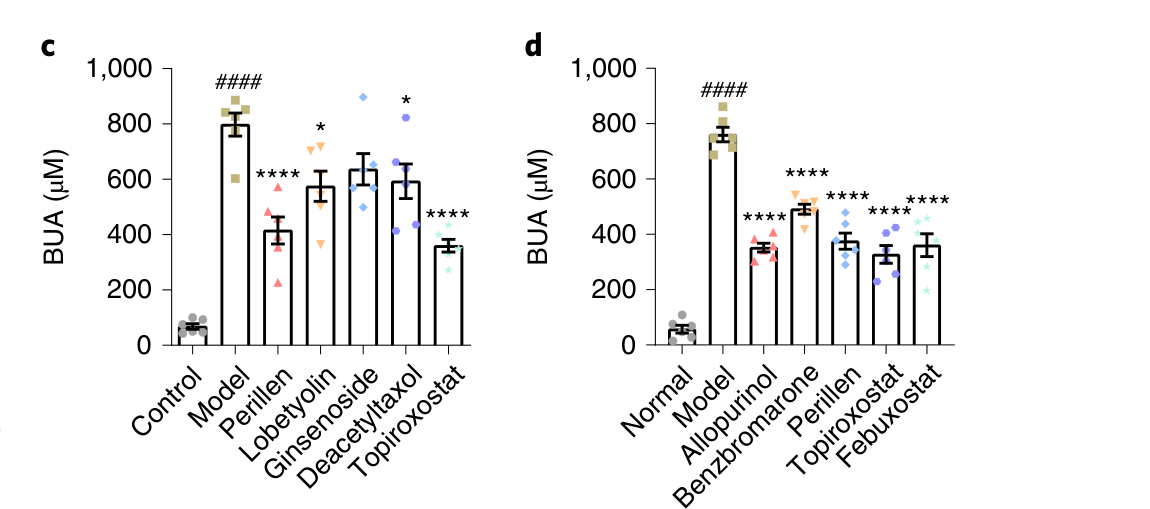 c
BUA (µM)
1,000
800
600
400
200
0
####
****
*
*
****
Control
Model
Perillen
Lobetyolin
Ginsenoside
Deacetyltaxol
Topiroxostat
d
BUA (µM)
1,000
800
600
400
200
0
####
****
****
****
****
****
Normal
Model
Allopurinol
Benzbromarone
Perillen
Topiroxostat
Febuxostat